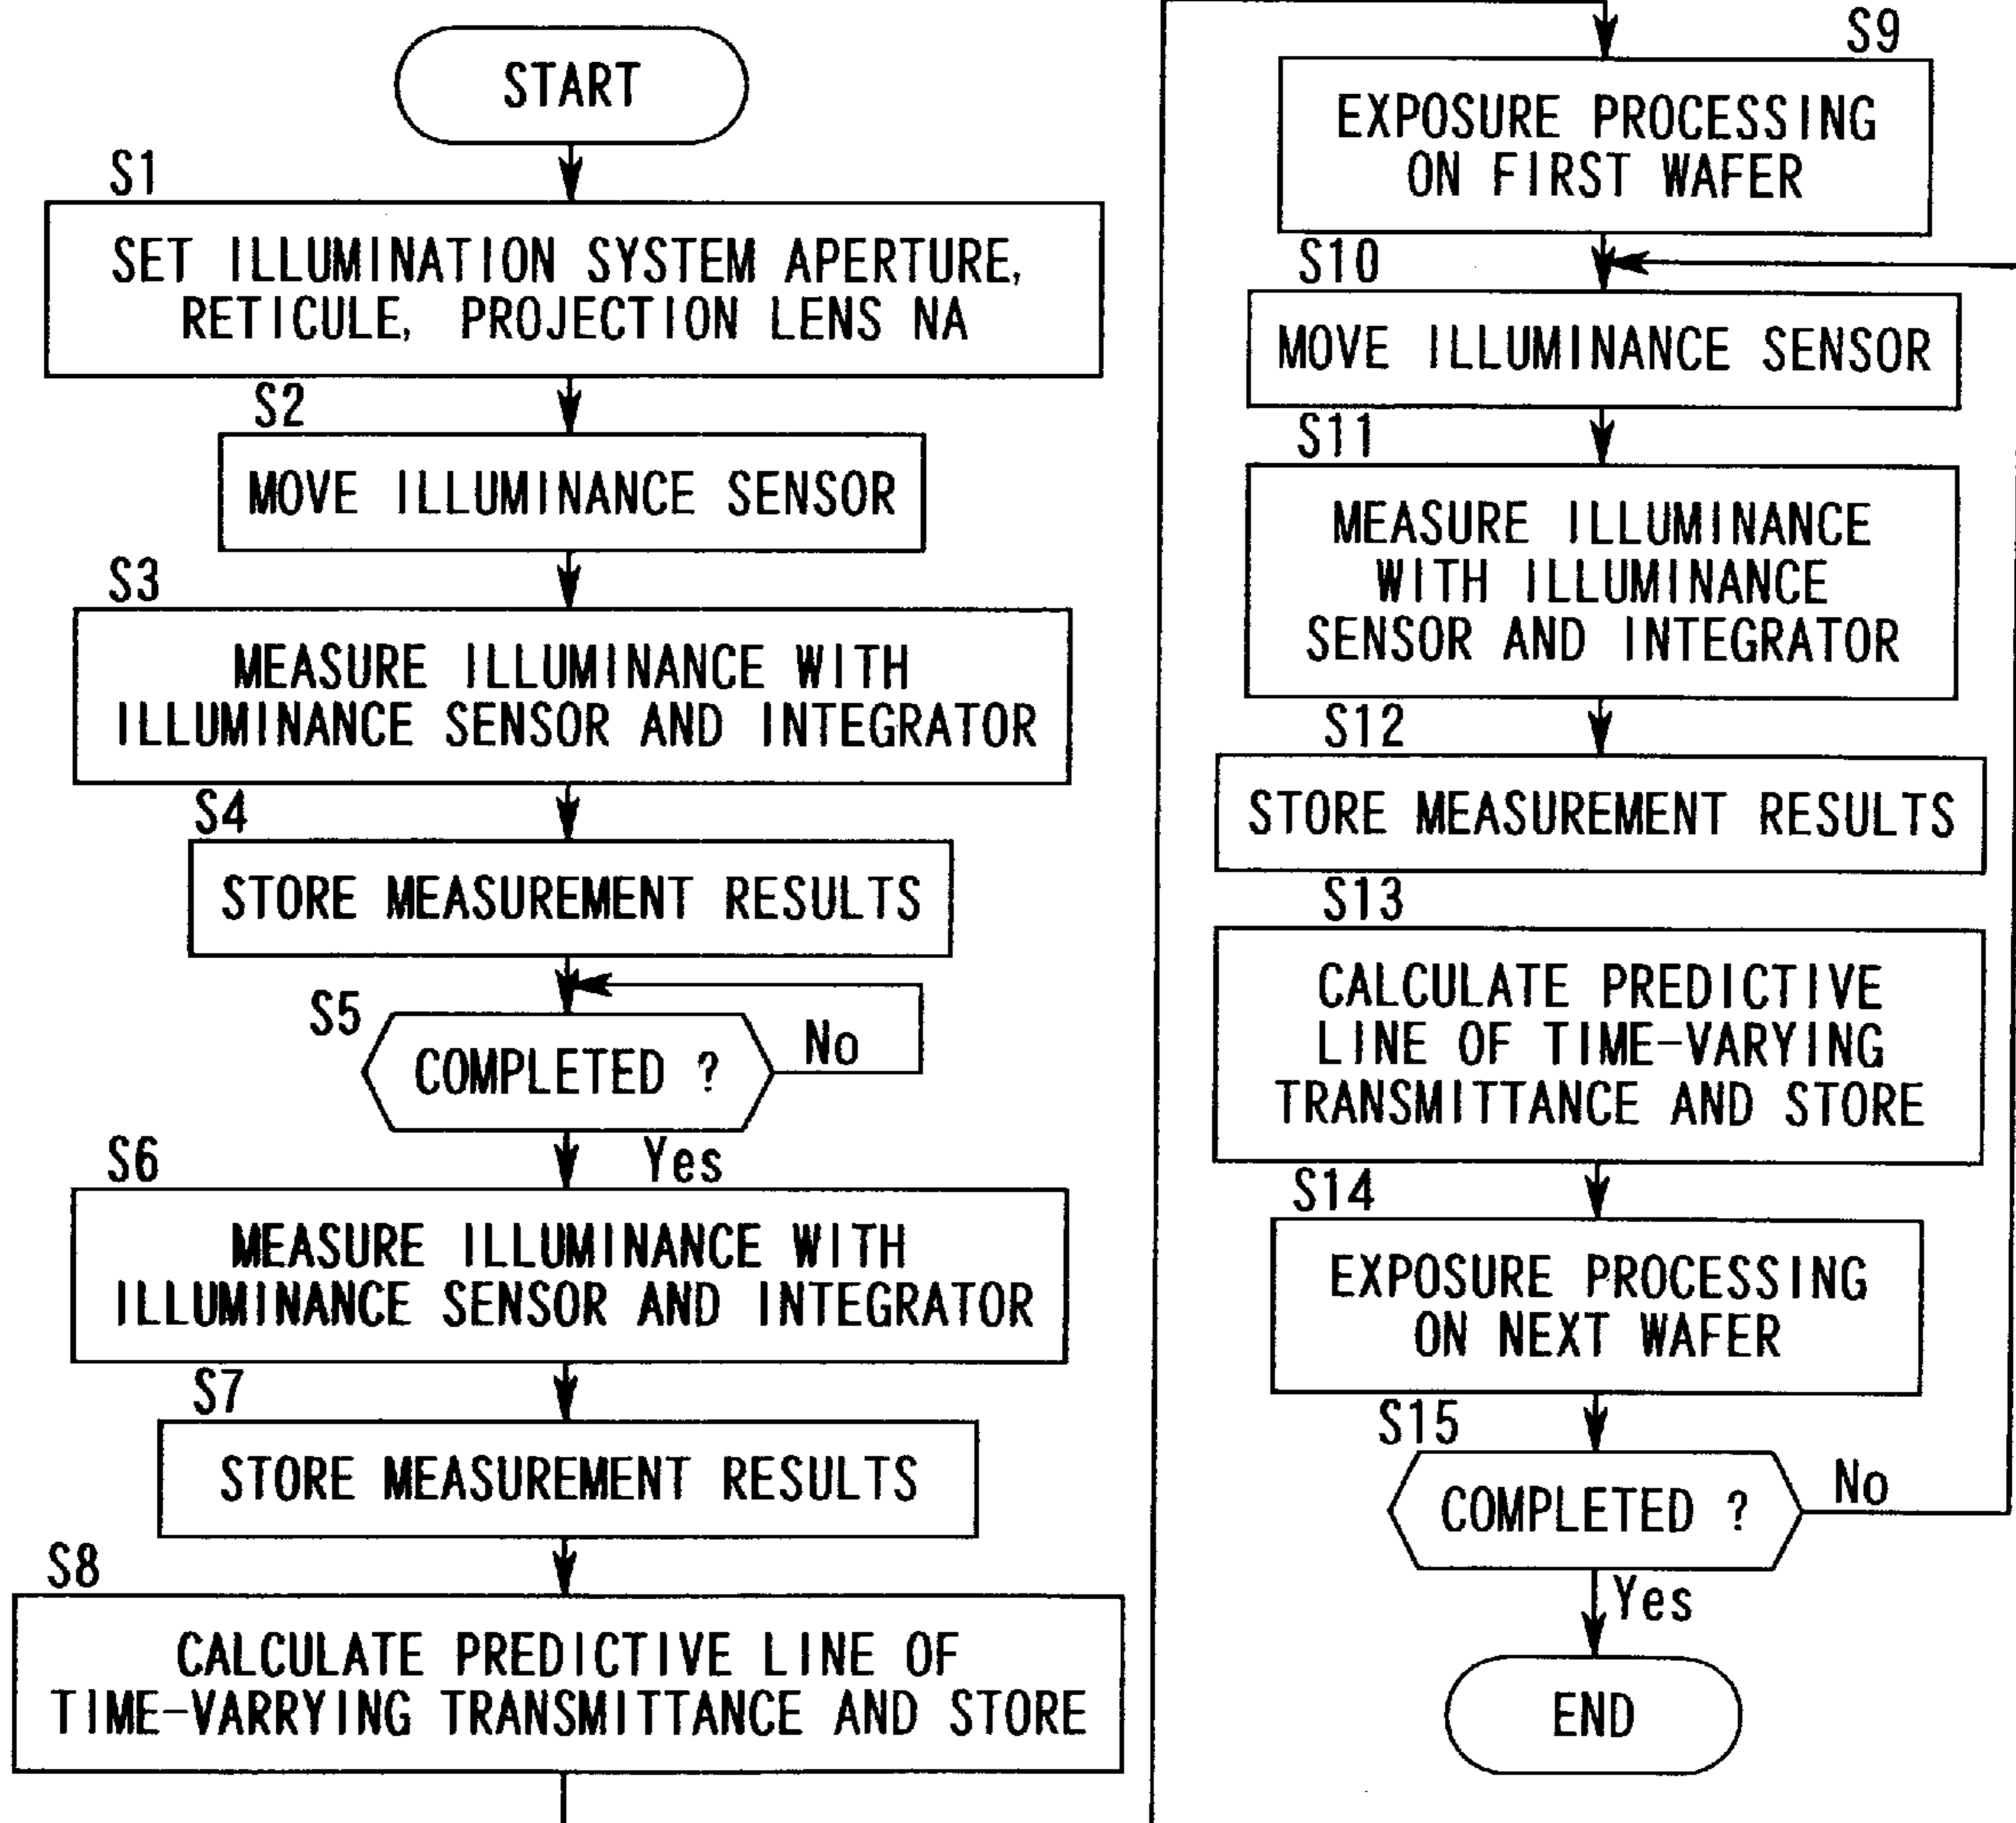 START
S1
SET ILLUMINATION SYSTEM APERTURE,
RETICULE, PROJECTION LENS NA
S2
MOVE ILLUMINANCE SENSOR
S3
MEASURE ILLUMINANCE WITH
ILLUMINANCE SENSOR AND INTEGRATOR
S4
STORE MEASUREMENT RESULTS
S5
COMPLETED ?
No
Yes
S6
MEASURE ILLUMINANCE WITH
ILLUMINANCE SENSOR AND INTEGRATOR
S7
STORE MEASUREMENT RESULTS
S8
CALCULATE PREDICTIVE LINE OF
TIME-VARRYING TRANSMITTANCE AND STORE
S9
EXPOSURE PROCESSING
ON FIRST WAFER
S10
MOVE ILLUMINANCE SENSOR
S11
MEASURE ILLUMINANCE
WITH ILLUMINANCE
SENSOR AND INTEGRATOR
S12
STORE MEASUREMENT RESULTS
S13
CALCULATE PREDICTIVE
LINE OF TIME-VARYING
TRANSMITTANCE AND STORE
S14
EXPOSURE PROCESSING
ON NEXT WAFER
S15
COMPLETED ?
No
Yes
END